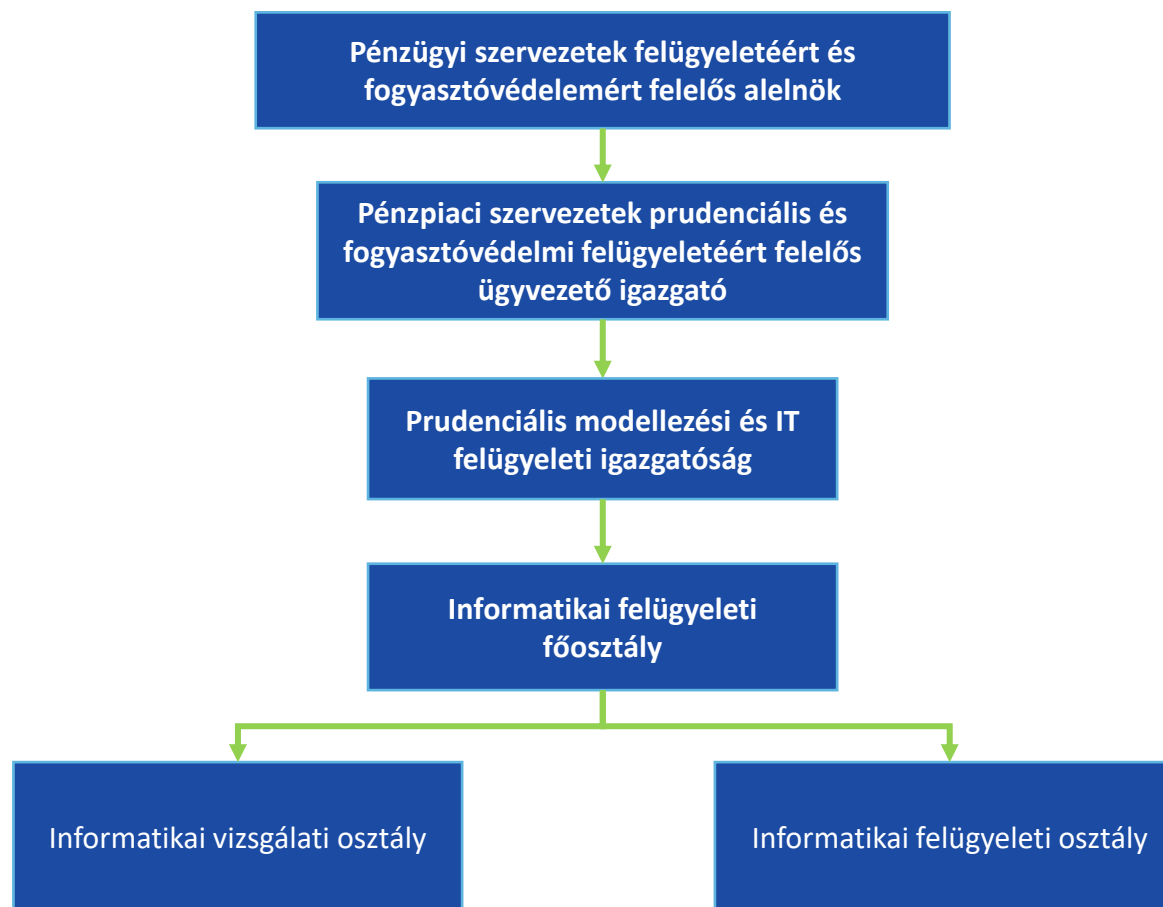 Pénzügyi szervezetek felügyeletéért és
fogyasztóvédelemért felelős alelnök
Pénzpiaci szervezetek prudenciális és
fogyasztóvédelmi felügyeletéért felelős
ügyvezető igazgató
Prudenciális modellezési és IT
felügyeleti igazgatóság
Informatikai felügyeleti
főosztály
Informatikai vizsgálati osztály
Informatikai felügyeleti osztály